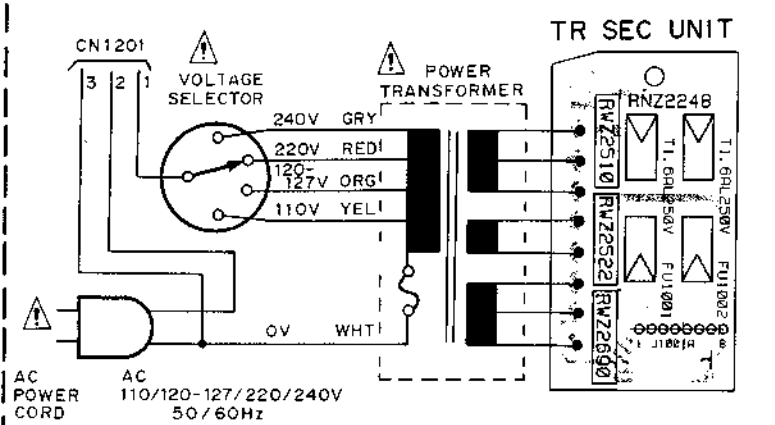 TR SEC UNIT
CN1201
3 2 1
VOLTAGE
SELECTOR
POWER
TRANSFORMER
240V GRY
220V RED
120-
127V ORG
110V YEL
0V WHT
RNZ2248
RWZ2510
RWZ2522
RWZ2690
T1.6AL250V FU1001
T1.6AL250V FU1002
AC
POWER
CORD
AC
110/120-127/220/240V
50/60Hz